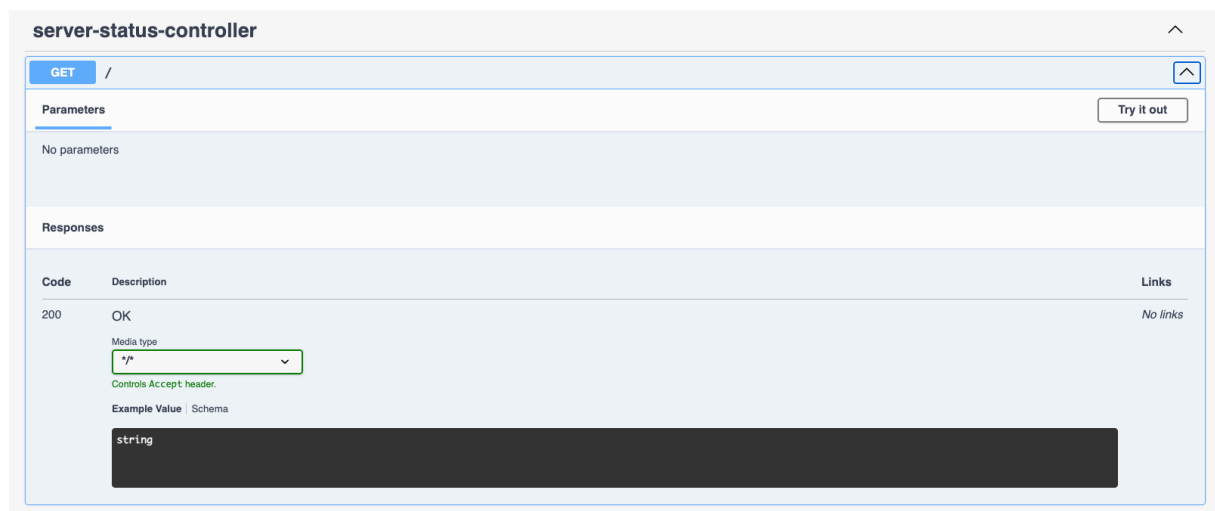 server-status-controller
GET /
Parameters
Try it out
No parameters
Responses
Code Description Links
200 OK No links
Media type
*/*
Controls Accept header.
Example Value Schema
string